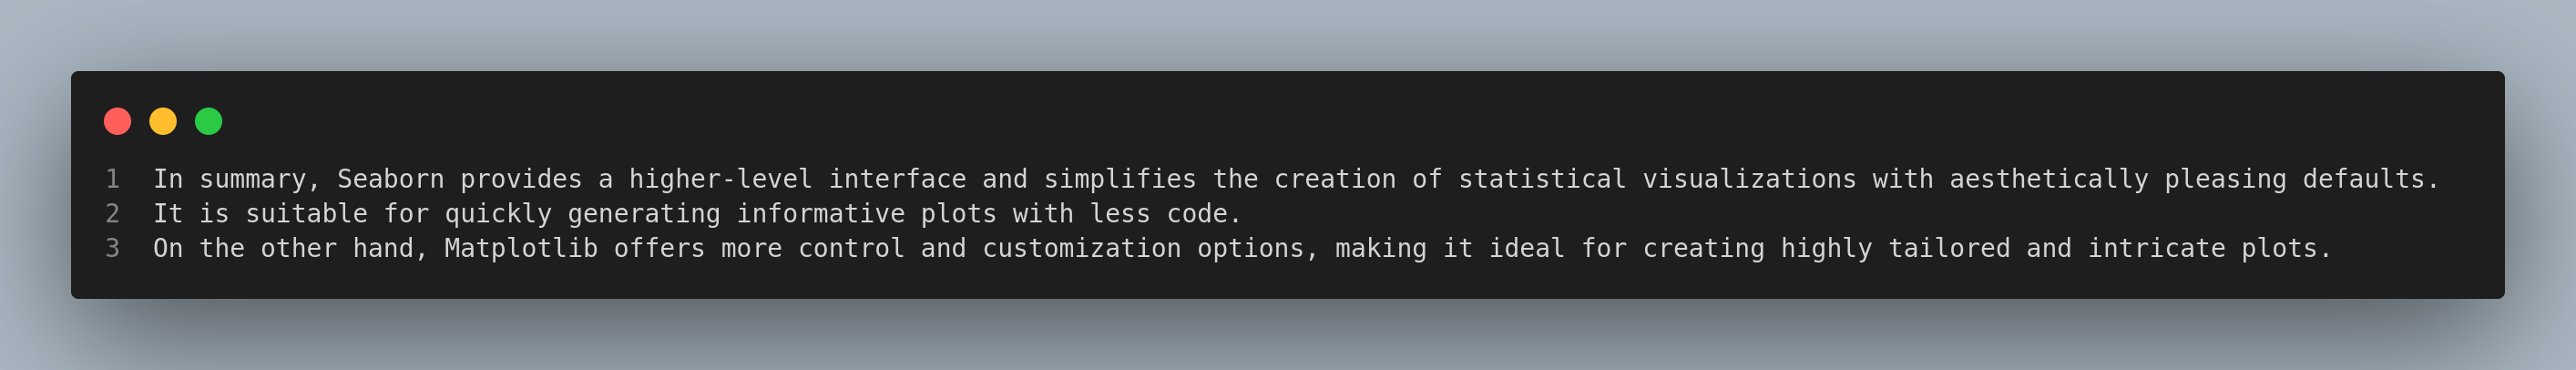 1 In summary, Seaborn provides a higher-level interface and simplifies the creation of statistical visualizations with aesthetically pleasing defaults.
2 It is suitable for quickly generating informative plots with less code.
3 On the other hand, Matplotlib offers more control and customization options, making it ideal for creating highly tailored and intricate plots.